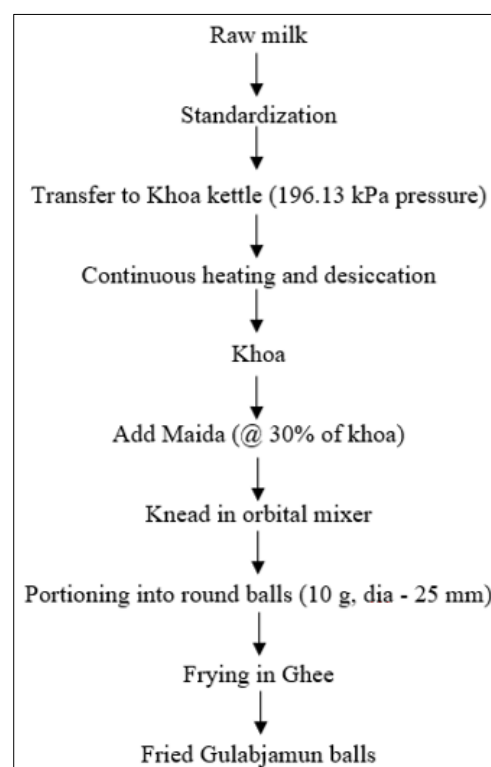 Raw milk
Standardization
Transfer to Khoa kettle (196.13 kPa pressure)
Continuous heating and desiccation
Khoa
Add Maida (@ 30% of khoa)
Knead in orbital mixer
Portioning into round balls (10 g, dia - 25 mm)
Frying in Ghee
Fried Gulabjamun balls